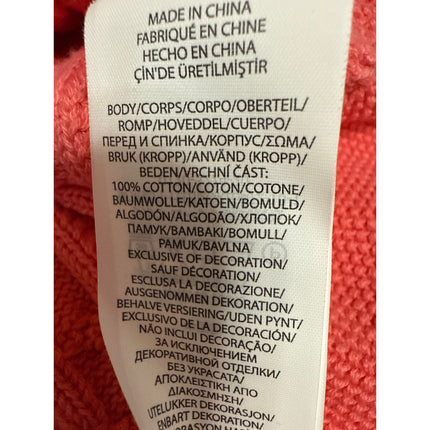 MADE IN CHINA
FABRIQUÉ EN CHINE
HECHO EN CHINA
ÇİN'DE ÜRETİLMİŞTİR
BODY/CORPS/CORPO/OBERTEIL/
ROMP/HOVEDDEL/CUERPO/
ПЕРЕД И СПИНКА/КОРПУС/ΣΩΜΑ/
BRUK (KROPP)/ANVÄND (KROPP)/
BEDEN/VRCHNÍ ČÁST:
100% COTTON/COTON/COTONE/
BAUMWOLLE/KATOEN/BOMULD/
ALGODÓN/ALGODÃO/ХЛОПОК/
ПАМУК/ΒΑΜΒΑΚΙ/BOMULL/
PAMUK/BAVLNA
EXCLUSIVE OF DECORATION/
SAUF DÉCORATION/
ESCLUSA LA DECORAZIONE/
AUSGENOMMEN DEKORATION/
BEHALVE VERSIERING/UDEN PYNT/
EXCLUSIVO DE LA DECORACIÓN/
NÃO INCLUI DECORAÇÃO/
ЗА ИСКЛЮЧЕНИЕМ
ДЕКОРАТИВНОЙ ОТДЕЛКИ/
БЕЗ УКРАСАТА/
ΑΠΟΚΛΕΙΣΤΙΚΗ ΑΠΟ
ΔΙΑΚΟΣΜΗΣΗ/
UTELUKKER DEKORASJON/
ENBART DEKORATION/